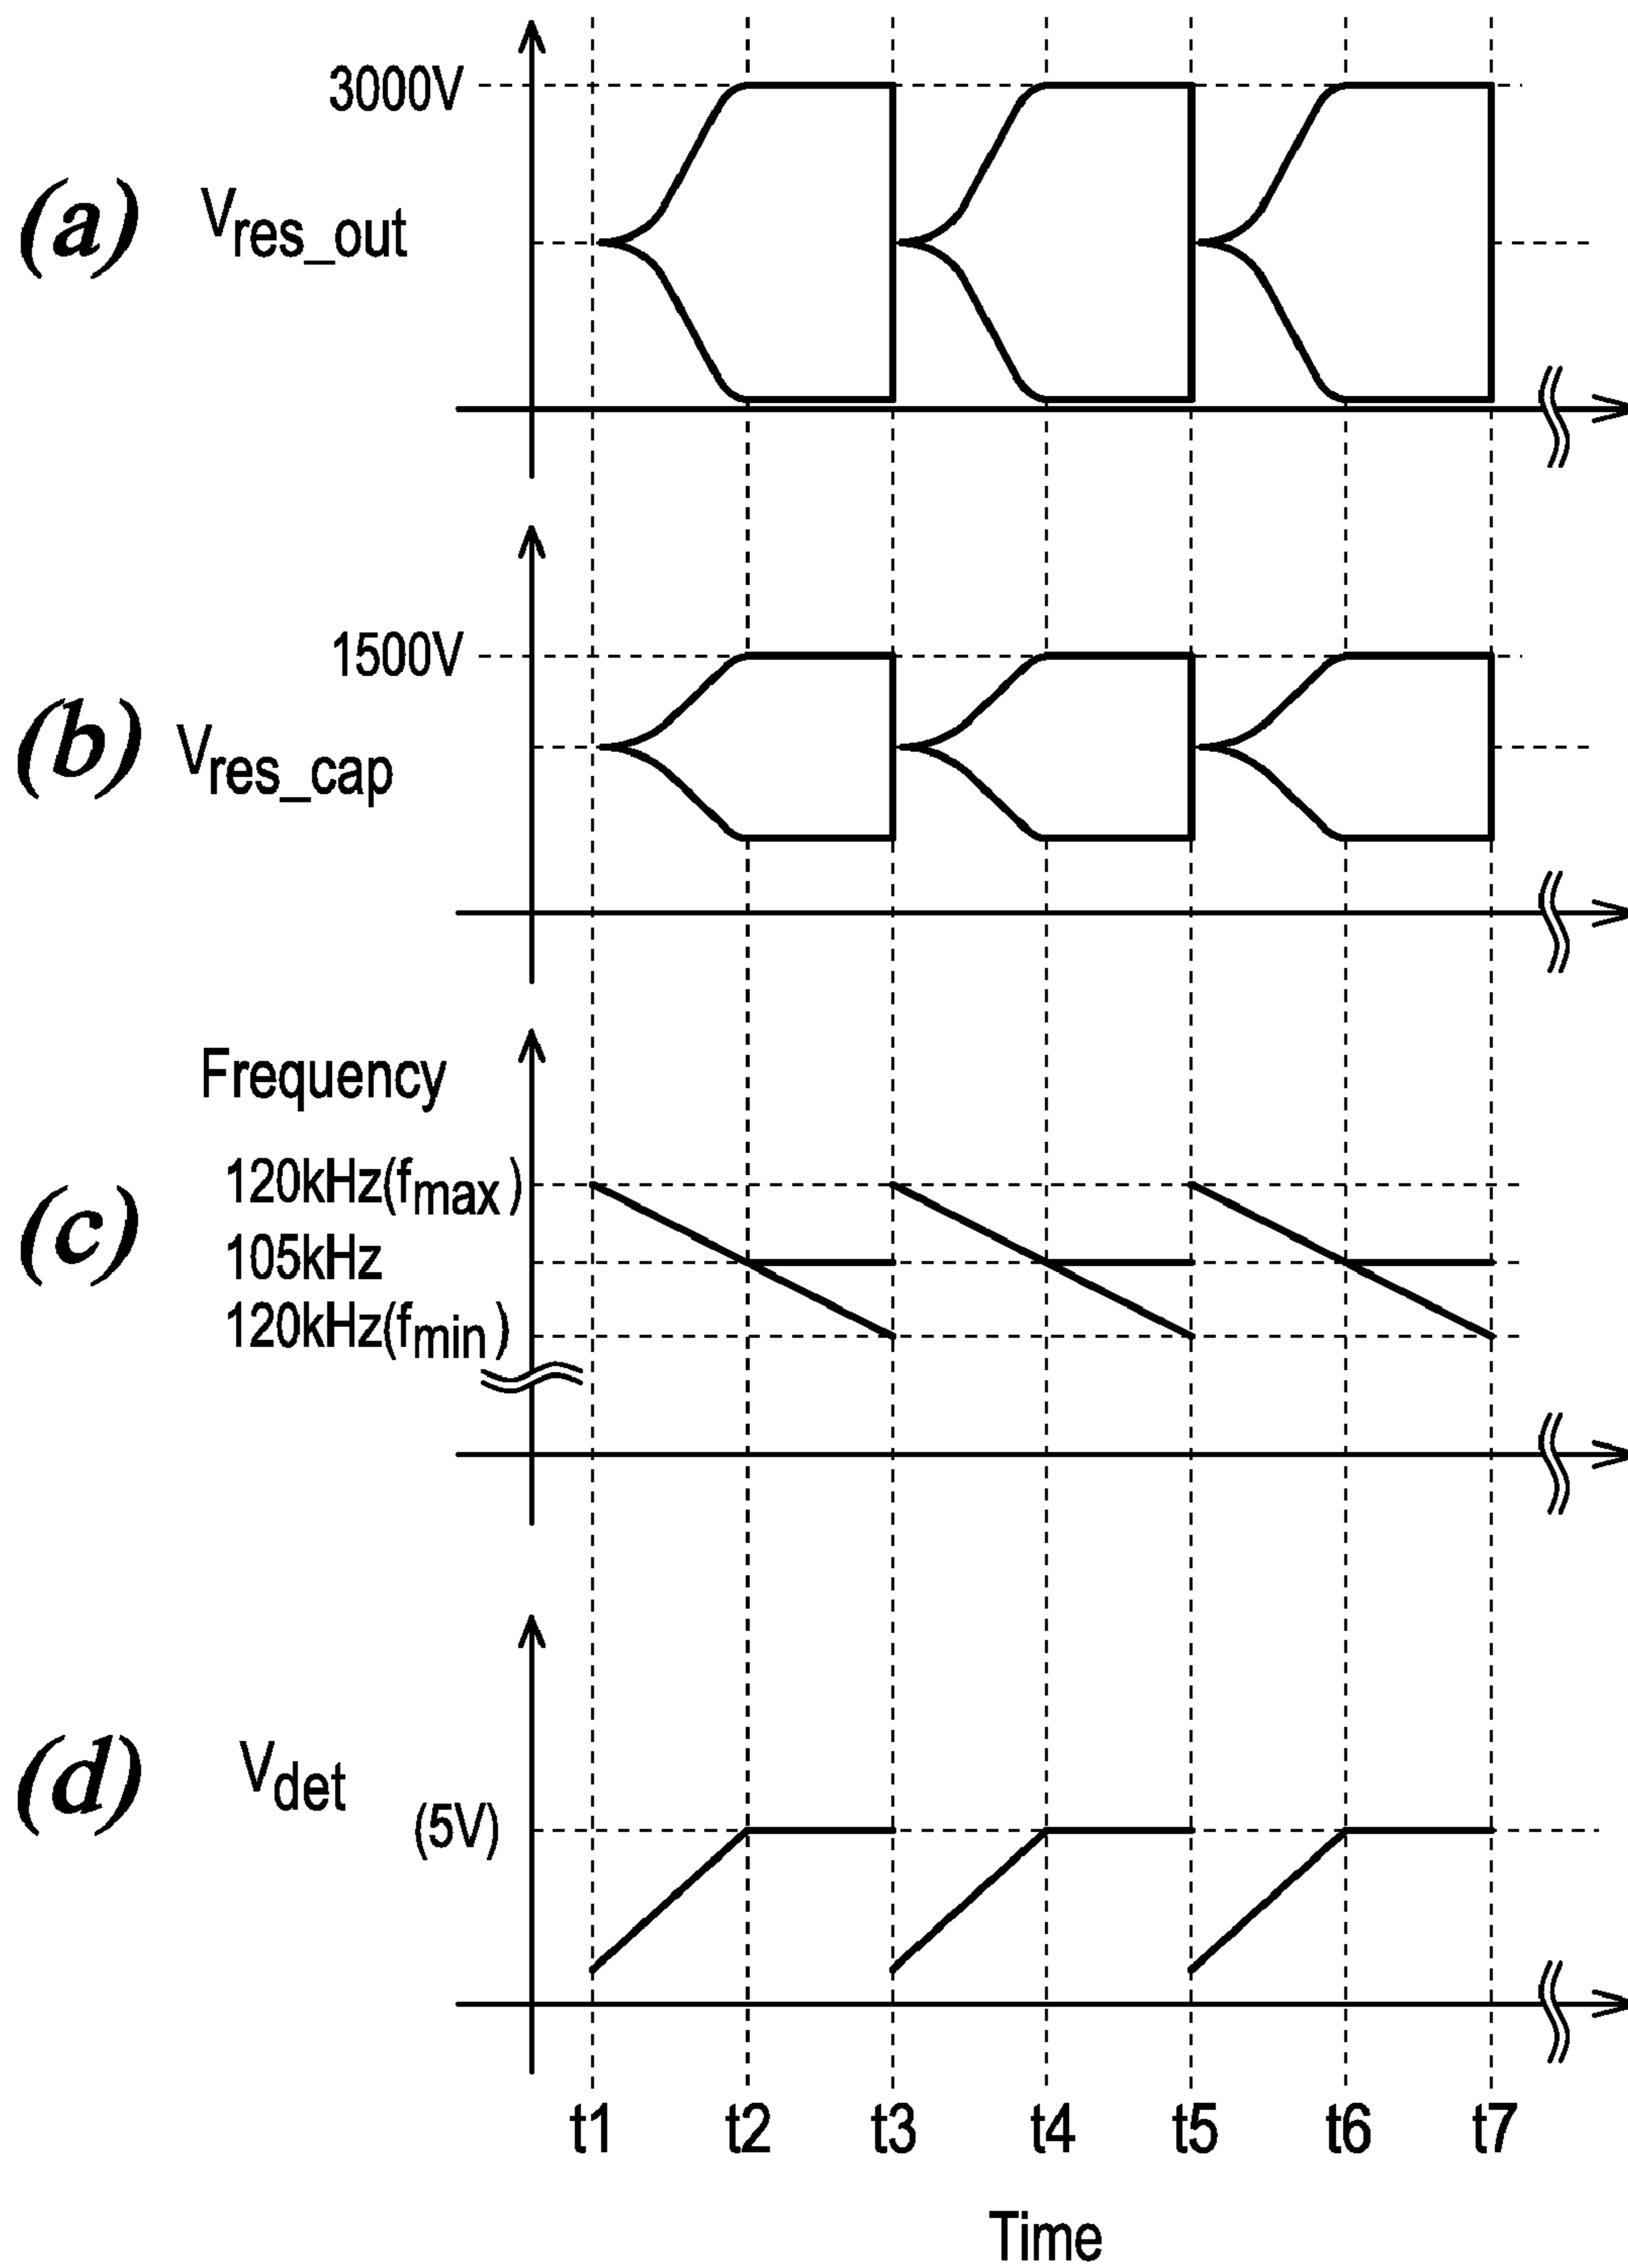 3000V
(a) Vres_out
1500V
(b) Vres_cap
Frequency
120kHz(fmax)
(c)
105kHz
120kHz(fmin)
(d) Vdet
(5V)
t1 t2 t3 t4 t5 t6 t7
Time